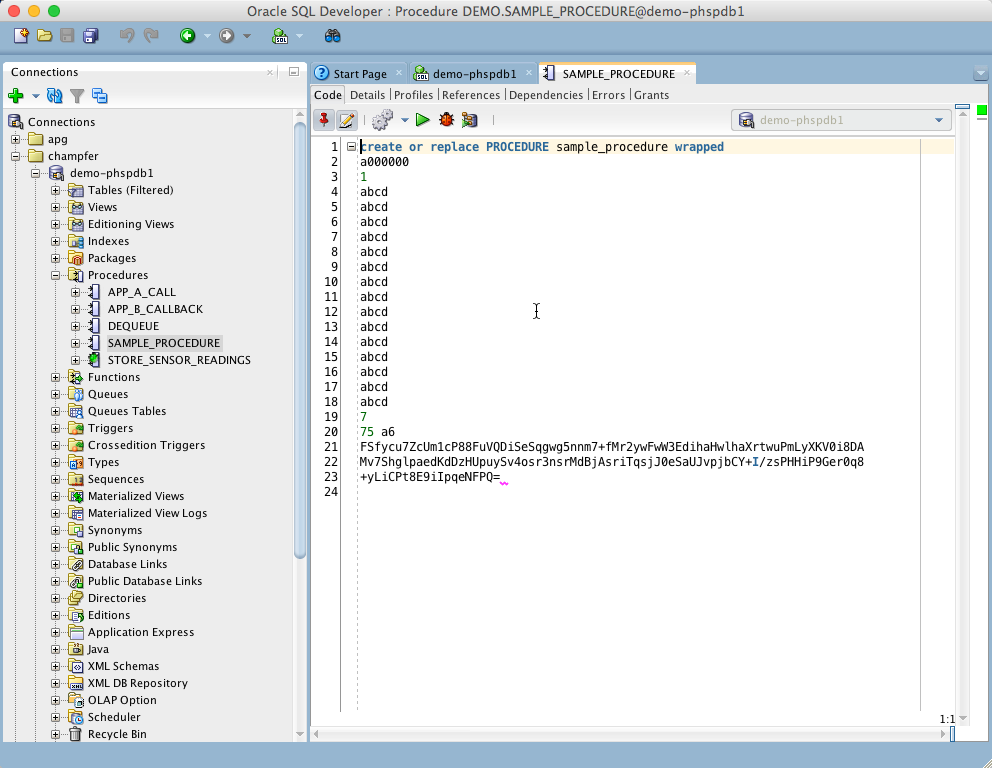 Oracle SQL Developer : Procedure DEMO.SAMPLE_PROCEDURE@demo-phspdb1
Connections
Connections
apg
champfer
demo-phspdb1
Tables (Filtered)
Views
Editioning Views
Indexes
Packages
Procedures
APP_A_CALL
APP_B_CALLBACK
DEQUEUE
SAMPLE_PROCEDURE
STORE_SENSOR_READINGS
Functions
Queues
Queues Tables
Triggers
Crossedition Triggers
Types
Sequences
Materialized Views
Materialized View Logs
Synonyms
Public Synonyms
Database Links
Public Database Links
Directories
Editions
Application Express
Java
XML Schemas
XML DB Repository
OLAP Option
Scheduler
Recycle Bin
Start Page demo-phspdb1 SAMPLE_PROCEDURE
Code Details Profiles References Dependencies Errors Grants
demo-phspdb1
1 create or replace PROCEDURE sample_procedure wrapped
2 a000000
3 1
4 abcd
5 abcd
6 abcd
7 abcd
8 abcd
9 abcd
10 abcd
11 abcd
12 abcd
13 abcd
14 abcd
15 abcd
16 abcd
17 abcd
18 abcd
19 7
20 75 a6
21 FSfycu7ZcUm1cP88FuVQDiSeSqgwg5nnm7+fMr2ywFwW3EdihaHwlhaXrtwuPmLyXKV0i8DA
22 Mv7ShglpaedKdDzHUpuySv4osr3nsrMdBjAsriTqsjJ0eSaUJvpjbCY+I/zsPHHiP9Ger0q8
23 +yLiCPt8E9iIpqeNFPQ=
24
1:1